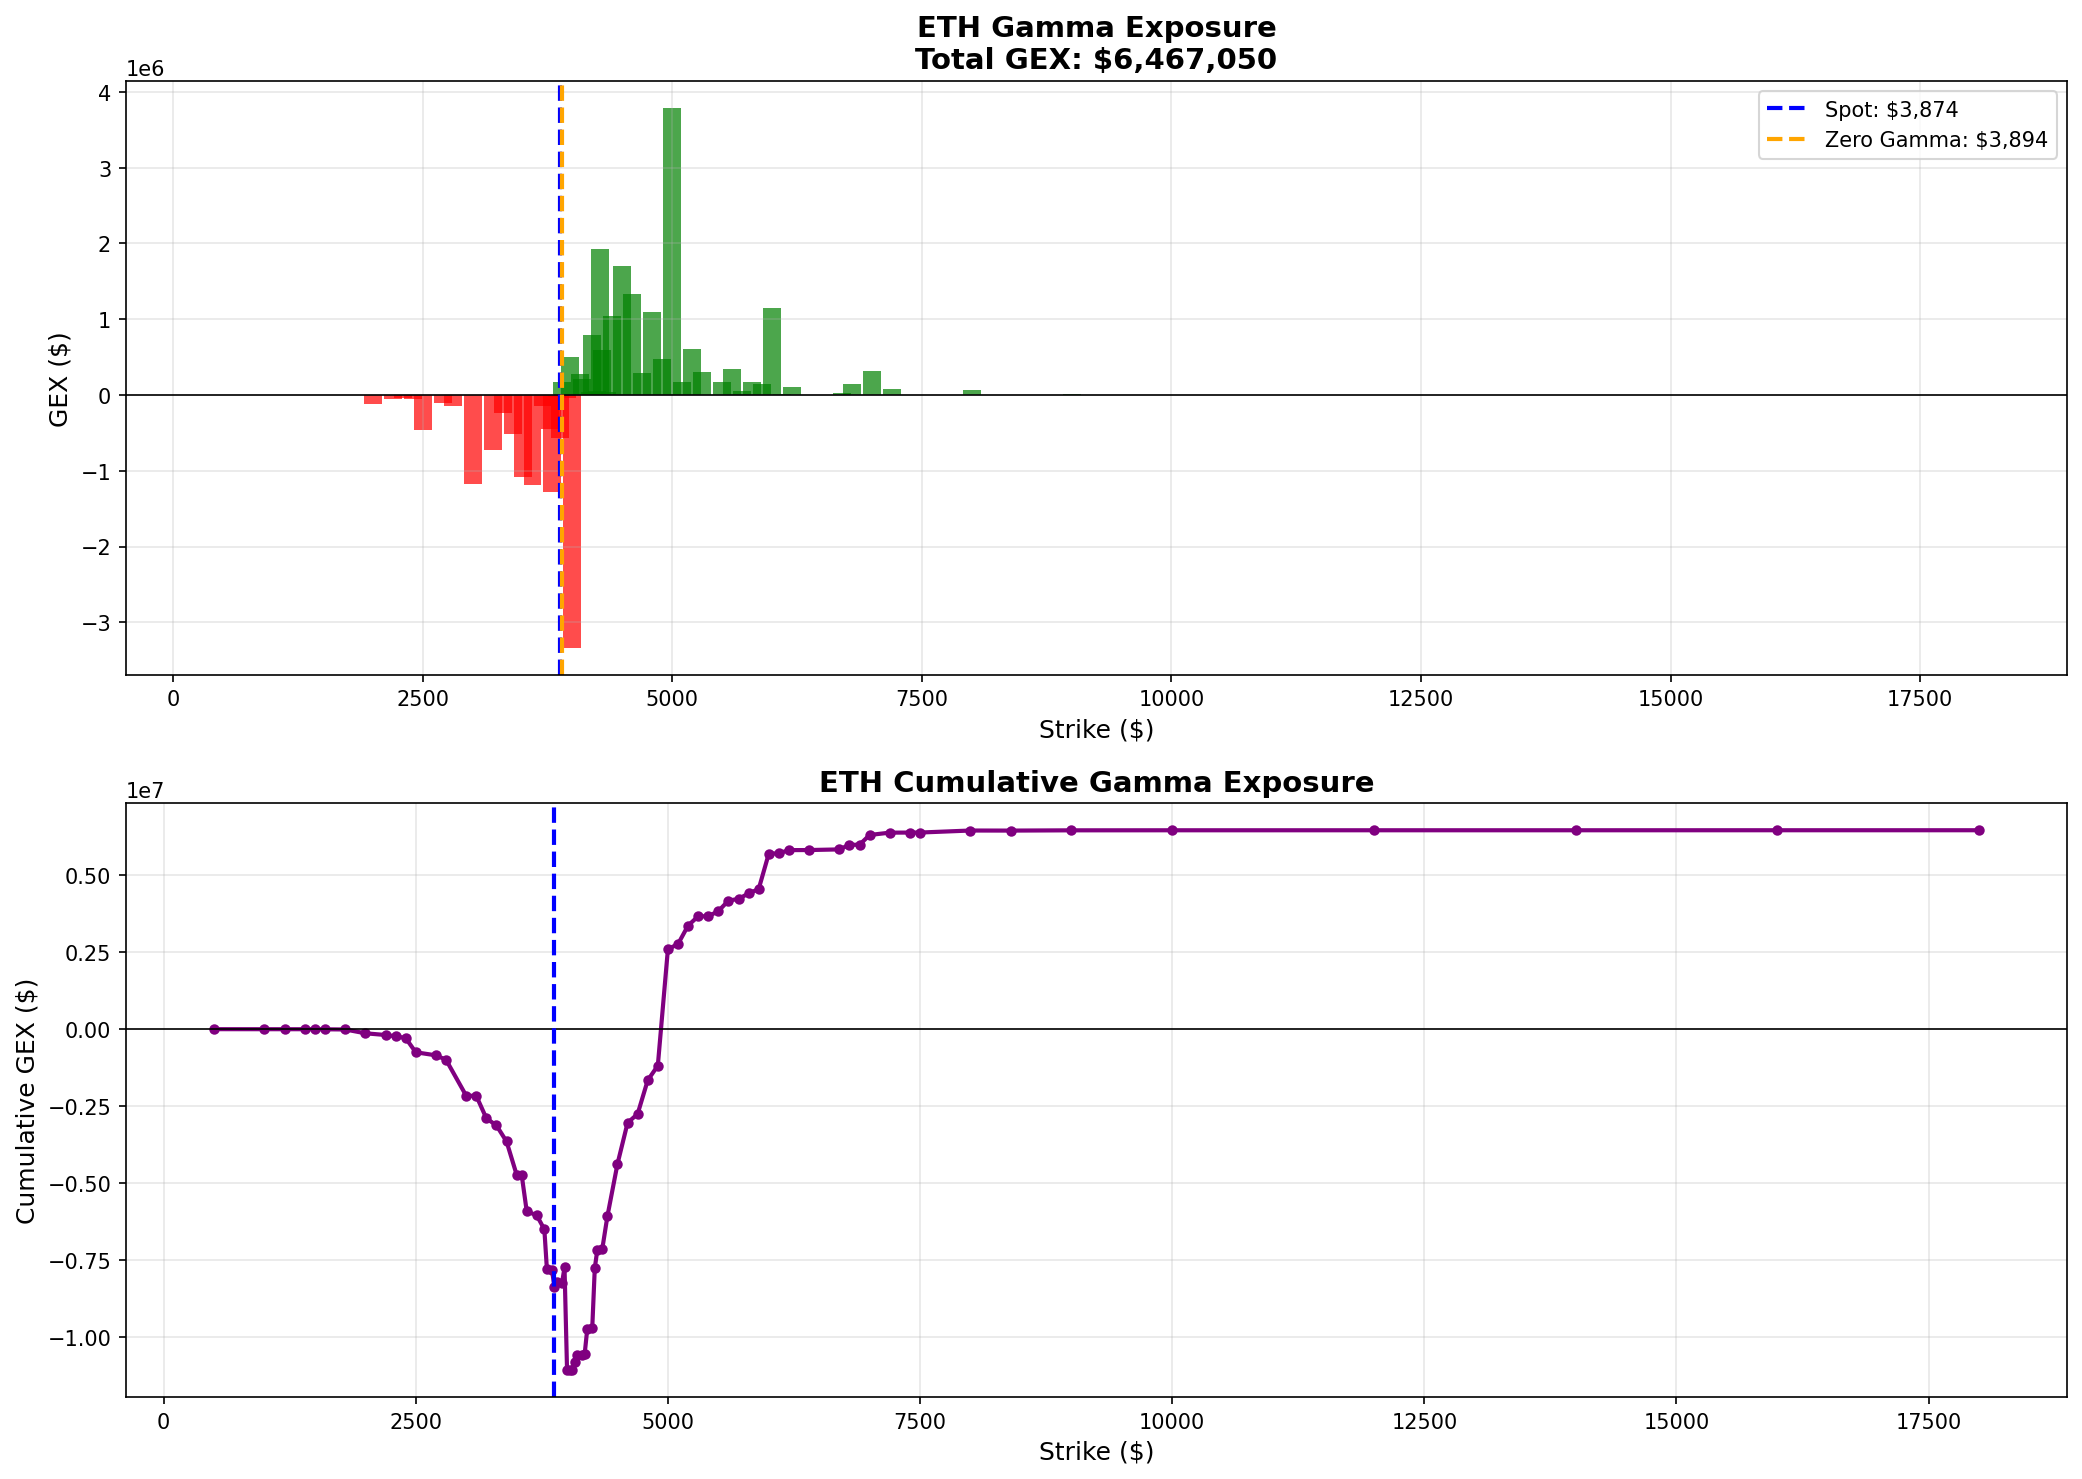 ETH Gamma Exposure
Total GEX: $6,467,050
1e6
4
3
2
1
0
−1
−2
−3
GEX ($)
Spot: $3,874
Zero Gamma: $3,894
0 2500 5000 7500 10000 12500 15000 17500
Strike ($)
ETH Cumulative Gamma Exposure
1e7
0.50
0.25
0.00
−0.25
−0.50
−0.75
−1.00
Cumulative GEX ($)
0 2500 5000 7500 10000 12500 15000 17500
Strike ($)